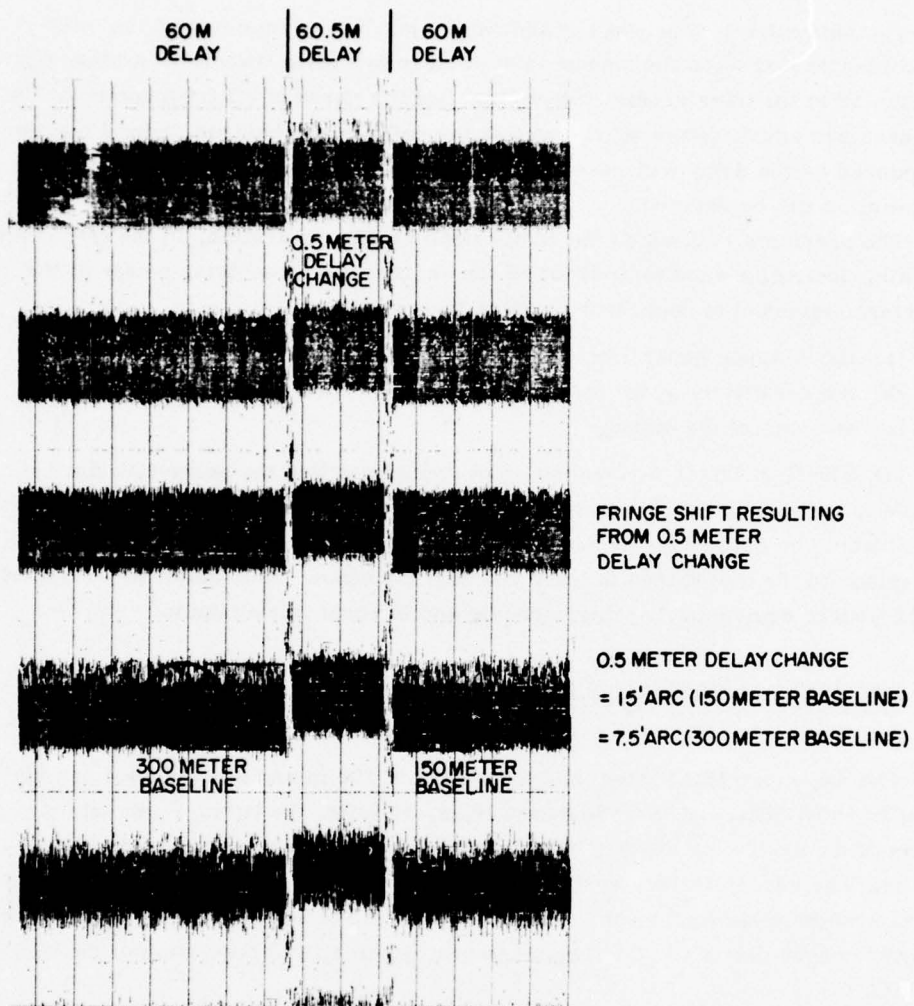 60M
DELAY
60.5M
DELAY
60M
DELAY
0.5 METER
DELAY
CHANGE
FRINGE SHIFT RESULTING
FROM 0.5 METER
DELAY CHANGE
0.5 METER DELAY CHANGE
= 15' ARC (150 METER BASELINE)
= 7.5' ARC (300 METER BASELINE)
300 METER
BASELINE
150 METER
BASELINE